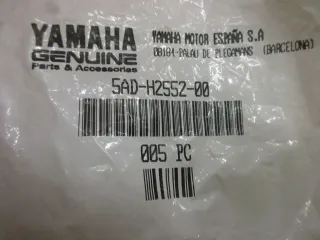 YAMAHA
GENUINE
Parts & Accessories
YAMAHA MOTOR ESPAÑA S.A
08184-PALAU DE PLEGAMANS (BARCELONA)
5AD-H2552-00
005 PC